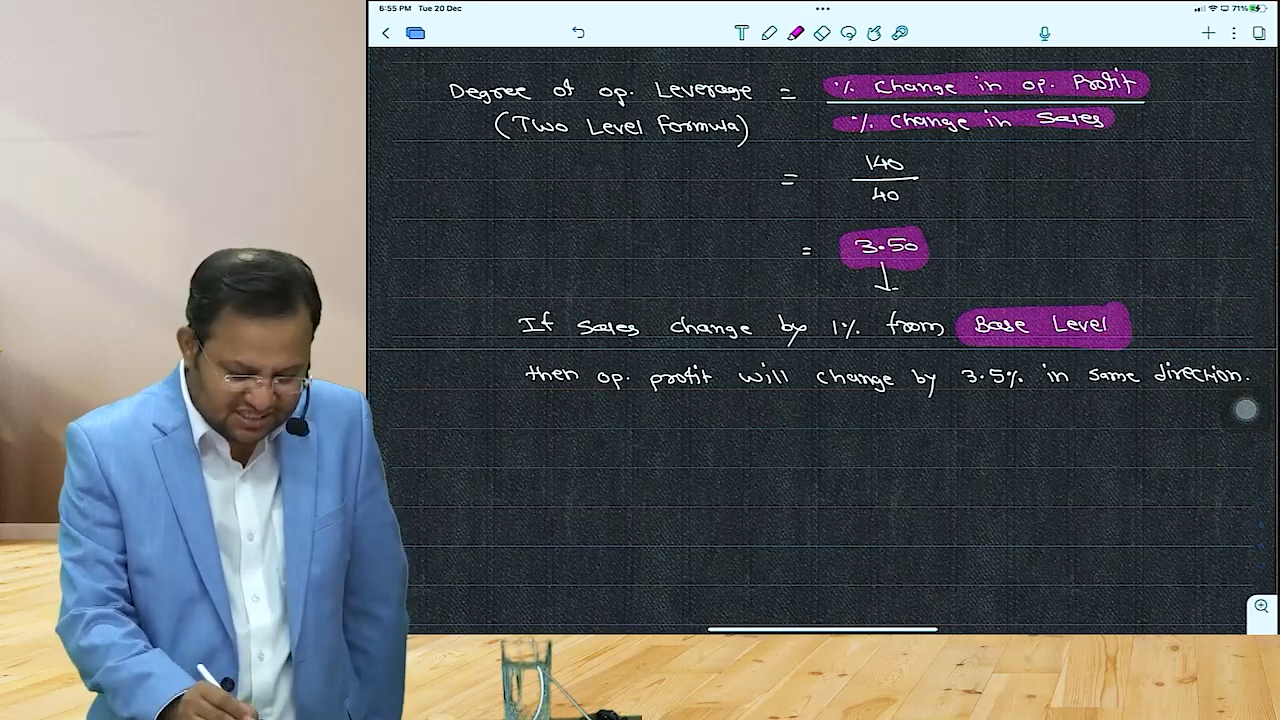 6:55 PM Tue 20 Dec
71%
T
Degree of op. Leverage = % Change in op. Profit
(Two Level Formula) % Change in Sales
= 140
40
= 3.50
If Sales change by 1% from Base Level
then op. profit will change by 3.5% in same direction.